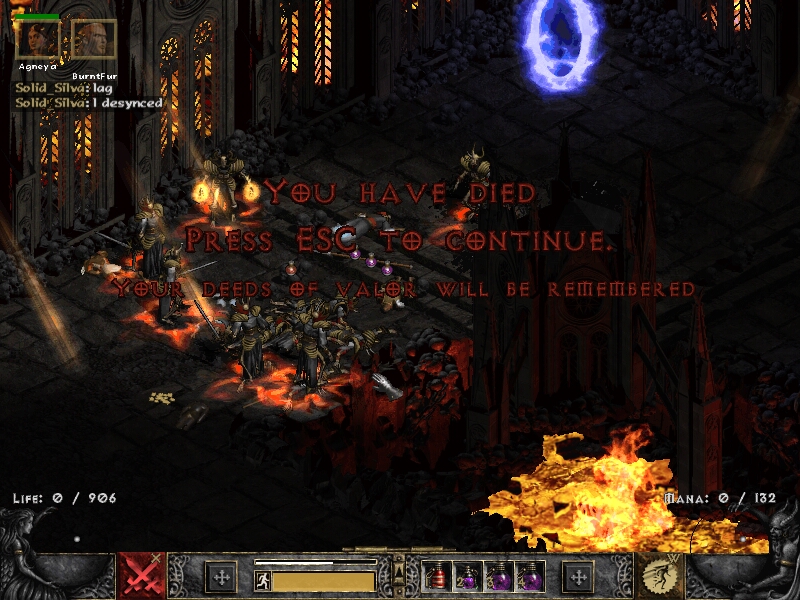 Agneya
BurntFur
Solid_Silva: lag
Solid_Silva: I desynced
You have died
Press ESC to continue.
Your deeds of valor will be remembered
Life: 0 / 906
Mana: 0 / 132